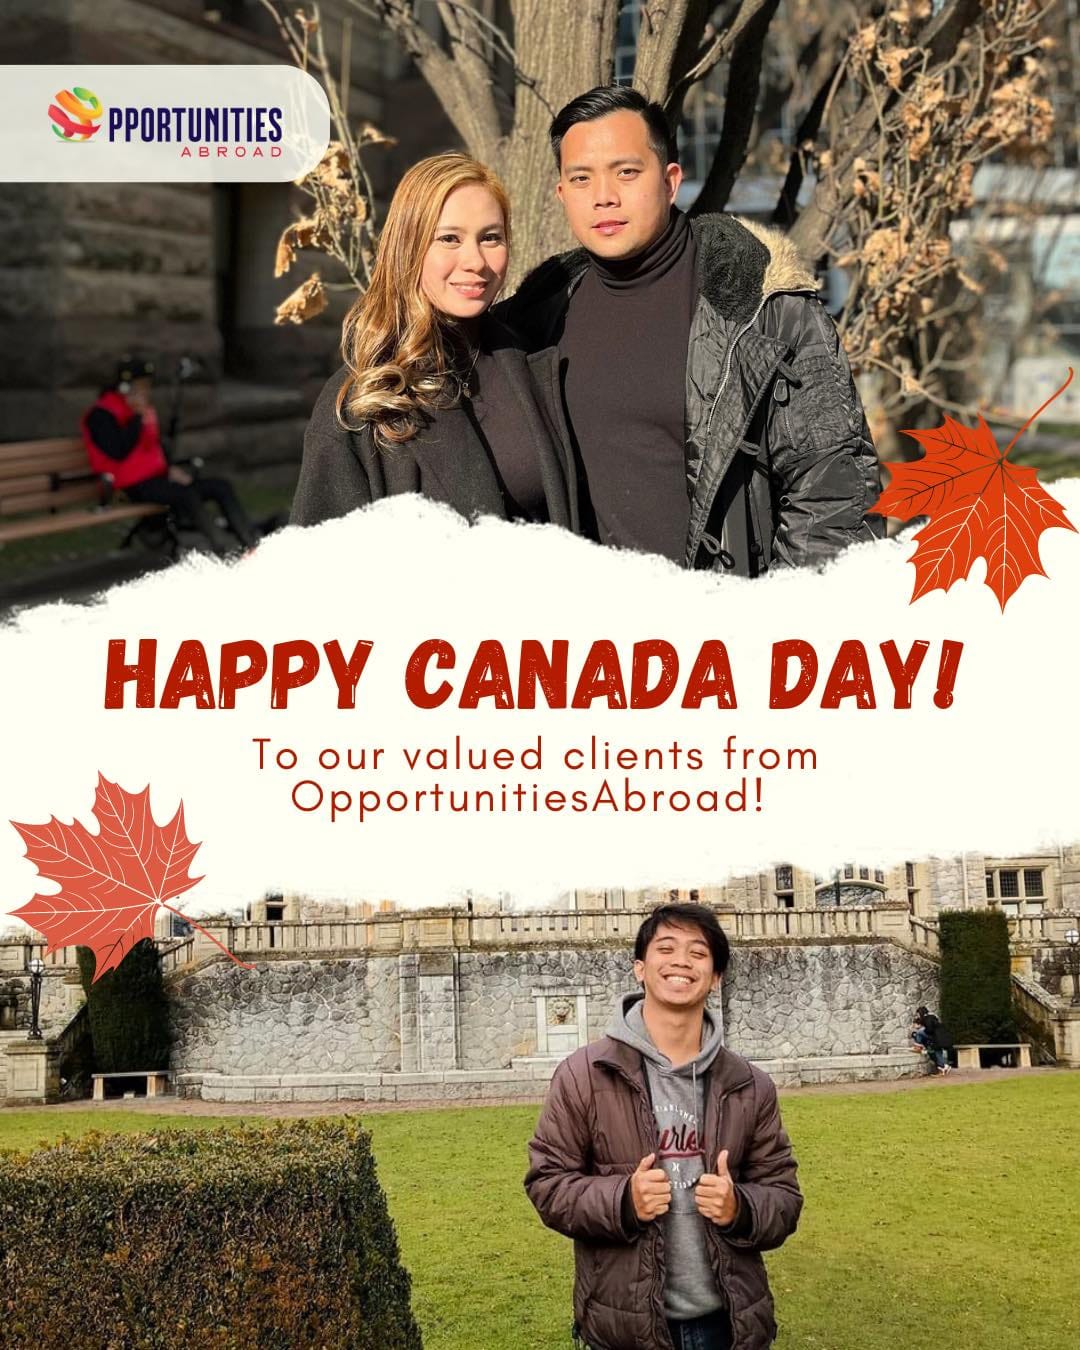 PPORTUNITIES
ABROAD
HAPPY CANADA DAY!
To our valued clients from
OpportunitiesAbroad!